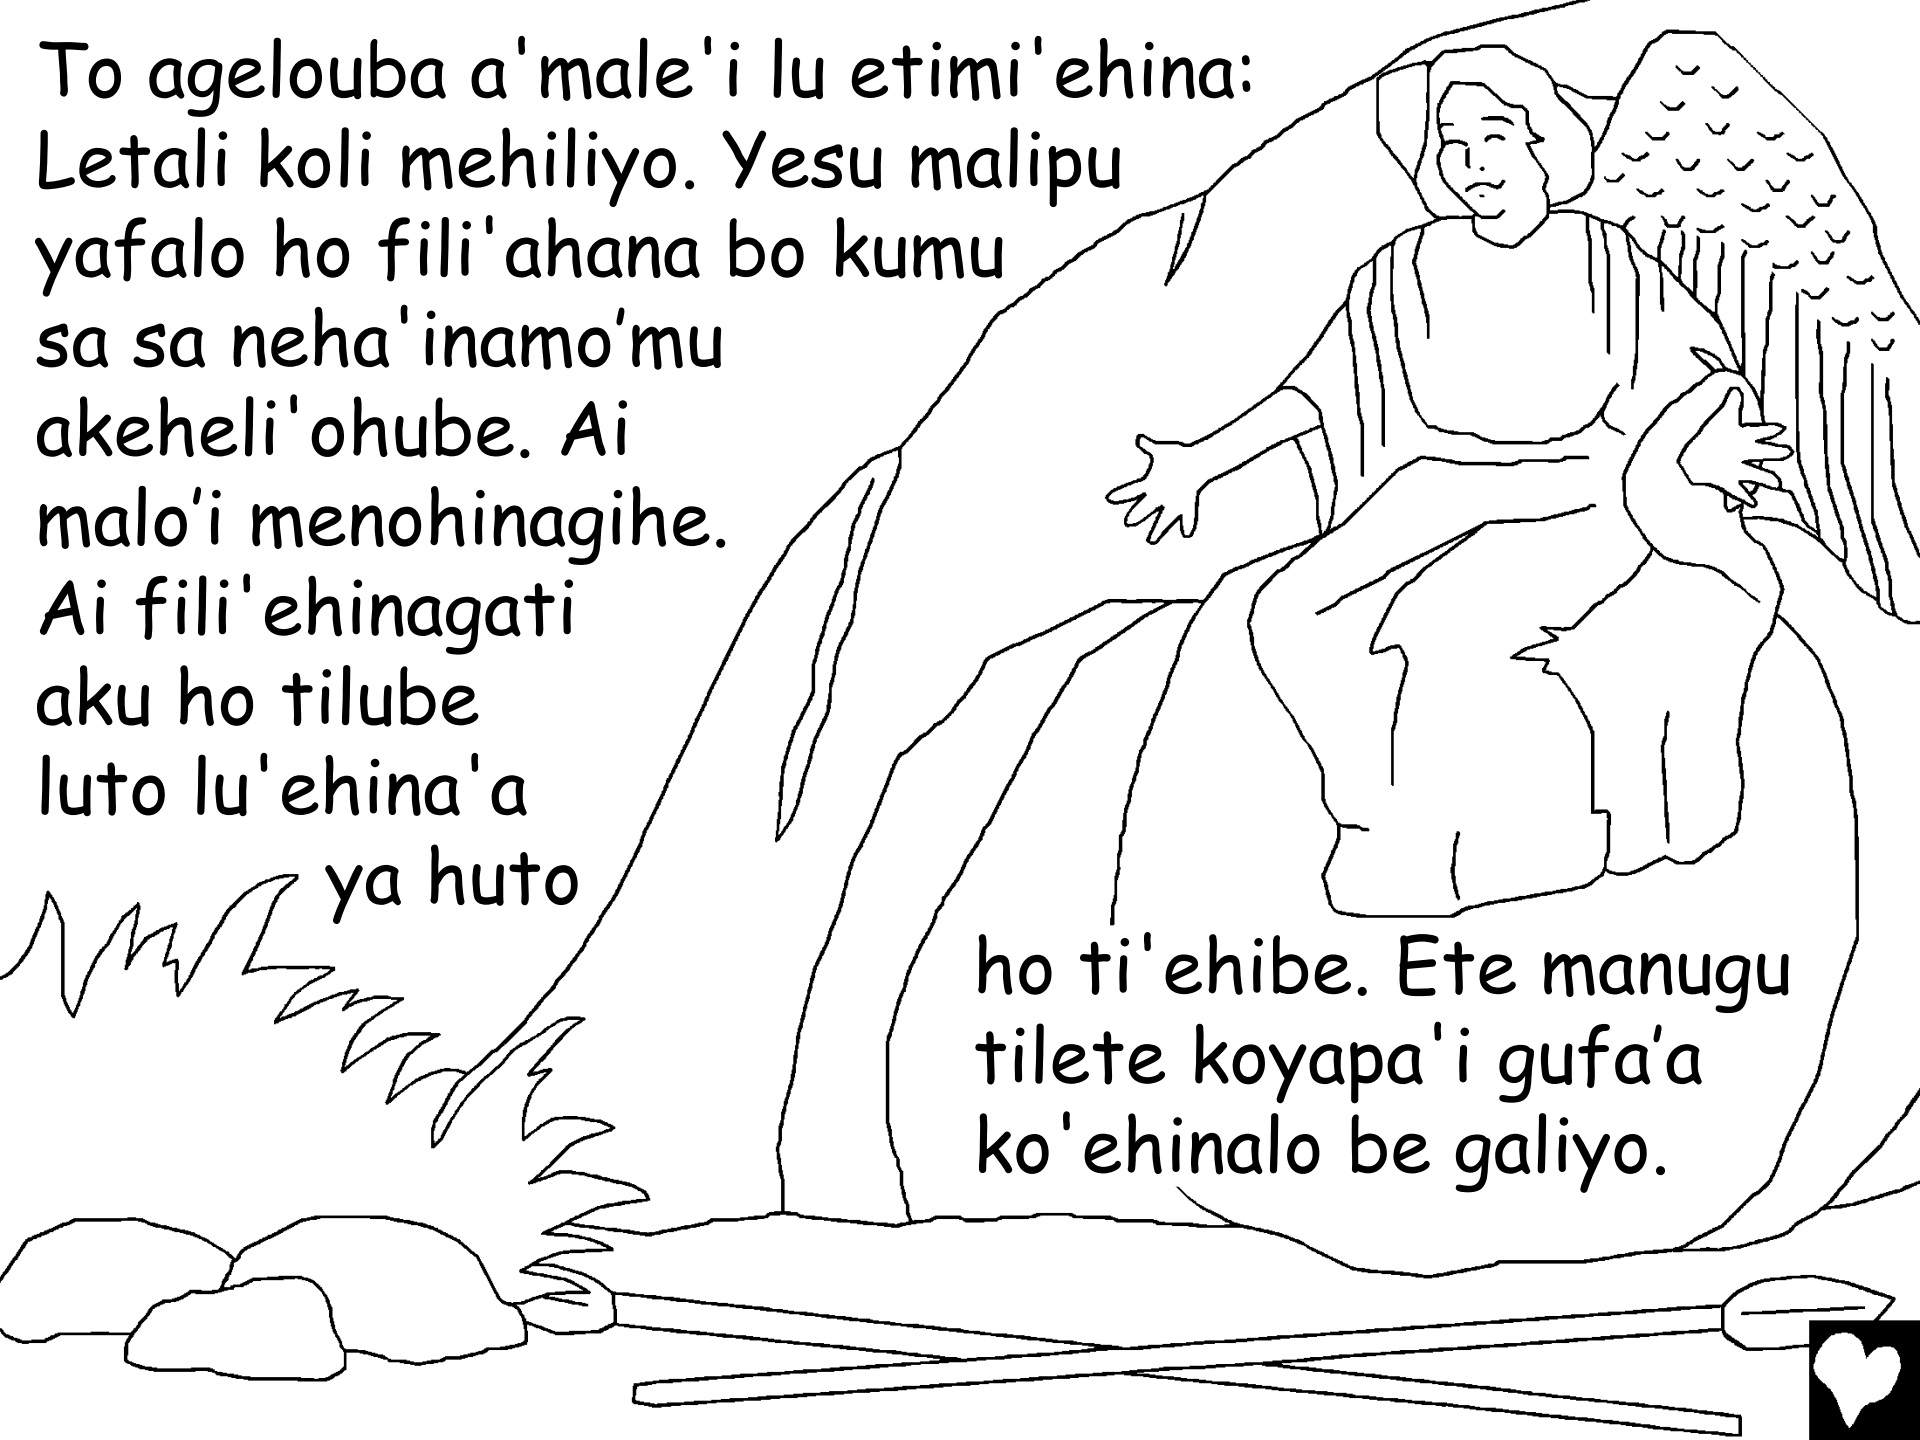 To agelouba a'male'i lu etimi'ehina:
Letali koli mehiliyo. Yesu malipu
yafalo ho fili'ahana bo kumu
sa sa neha'inamo’mu
akeheli'ohube. Ai
malo’i menohinagihe.
Ai fili'ehinagati
aku ho tilube
luto lu'ehina'a
ya huto
ho ti'ehibe. Ete manugu
tilete koyapa'i gufa’a
ko'ehinalo be galiyo.